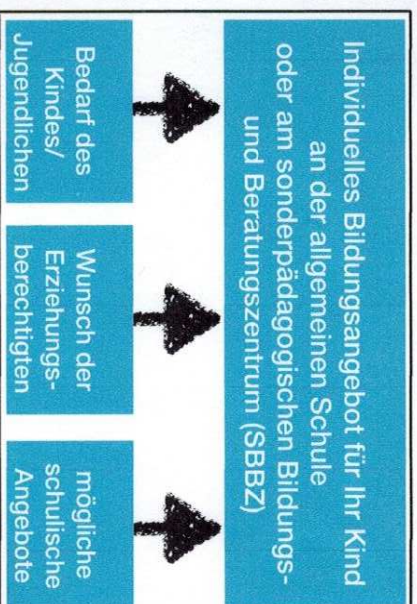 Individuelles Bildungsangebot für Ihr Kind
an der allgemeinen Schule
oder am sonderpädagogischen Bildungs-
und Beratungszentrum (SBBZ)
Bedarf des
Kindes/
Jugendlichen
Wunsch der
Erziehungs-
berechtigten
mögliche
schulische
Angebote